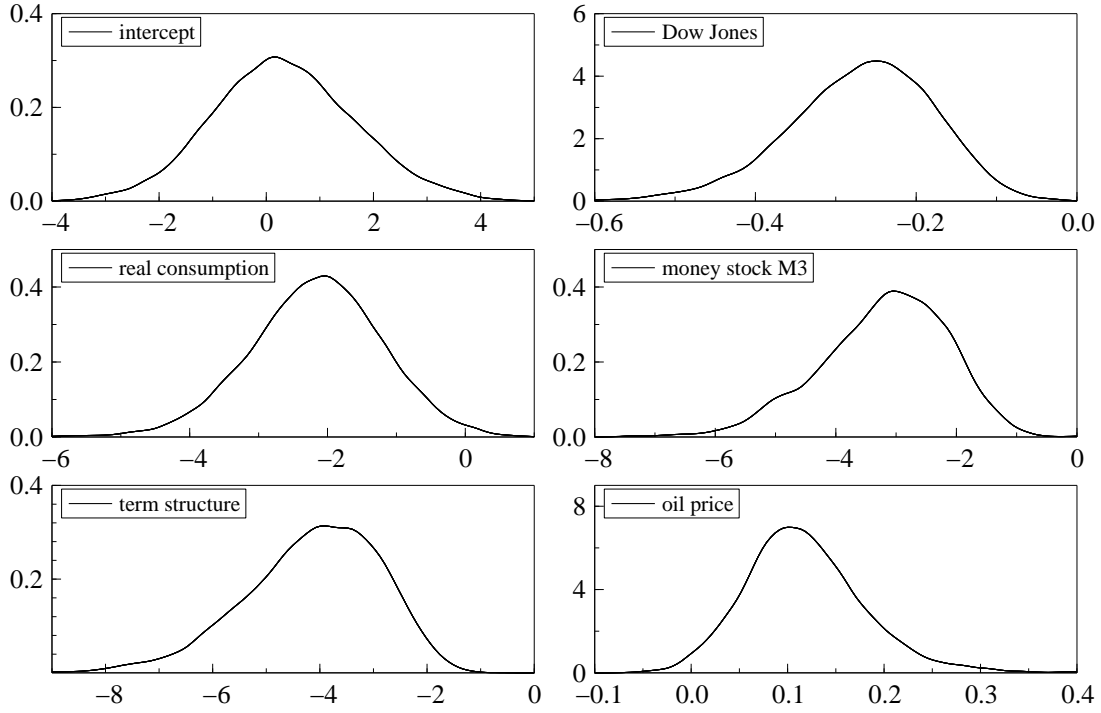 0.4
intercept
0.2
0.0
−4 −2 0 2 4
6
Dow Jones
4
2
0
−0.6 −0.4 −0.2 0.0
real consumption
0.4
0.2
0.0
−6 −4 −2 0
money stock M3
0.4
0.2
0.0
−8 −6 −4 −2 0
0.4
term structure
0.2
−8 −6 −4 −2 0
8
oil price
4
0
−0.1 0.0 0.1 0.2 0.3 0.4